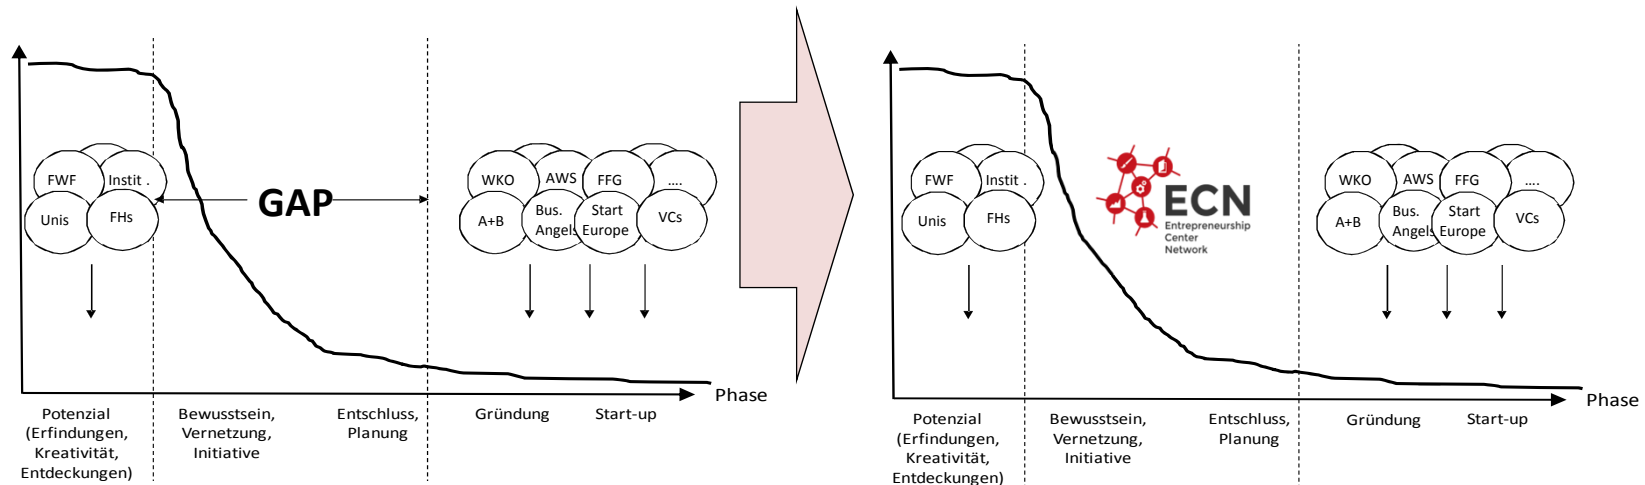 FWF
Instit .
Unis
FHs
GAP
WKO
AWS
FFG
....
A+B
Bus.
Angels
Start
Europe
VCs
Phase
Potenzial
(Erfindungen,
Kreativität,
Entdeckungen)
Bewusstsein,
Vernetzung,
Initiative
Entschluss,
Planung
Gründung
Start-up
FWF
Instit .
Unis
FHs
ECN
Entrepreneurship
Center
Network
WKO
AWS
FFG
....
A+B
Bus.
Angels
Start
Europe
VCs
Phase
Potenzial
(Erfindungen,
Kreativität,
Entdeckungen)
Bewusstsein,
Vernetzung,
Initiative
Entschluss,
Planung
Gründung
Start-up